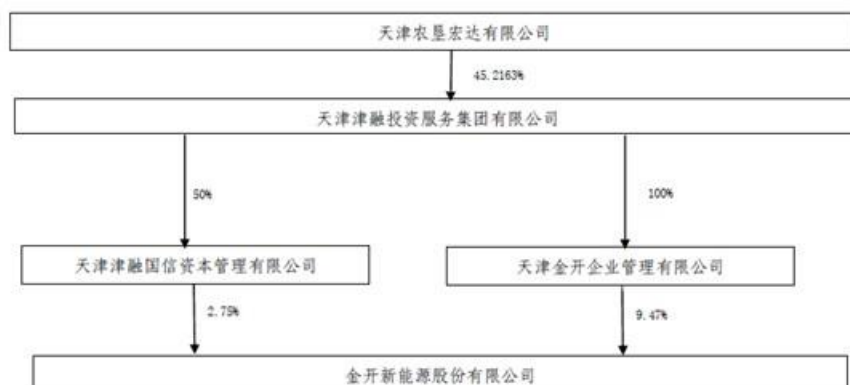 天津农垦宏达有限公司
45.2163%
天津津融投资服务集团有限公司
50%
100%
天津津融国信资本管理有限公司
天津金开企业管理有限公司
2.75%
9.47%
金开新能源股份有限公司